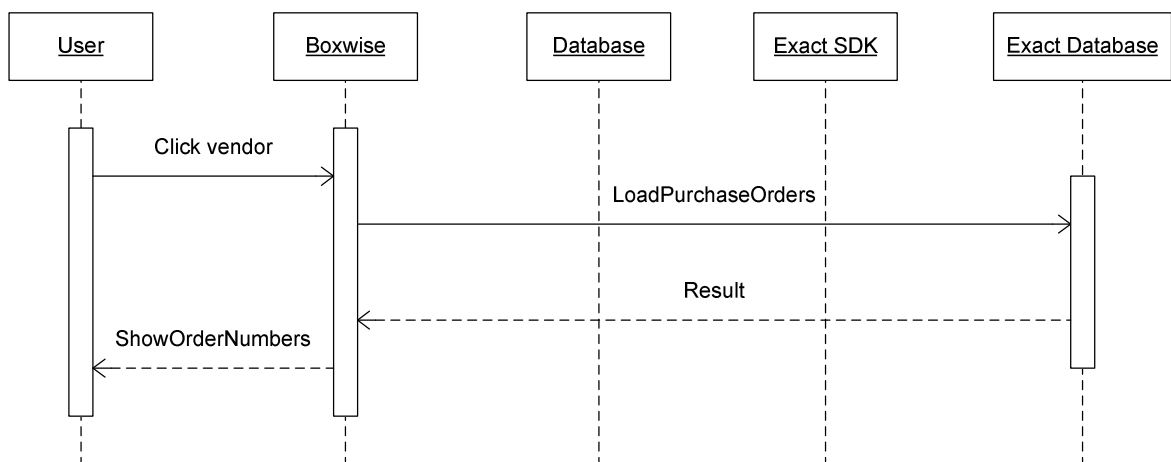 User
Boxwise
Database
Exact SDK
Exact Database
Click vendor
LoadPurchaseOrders
Result
ShowOrderNumbers